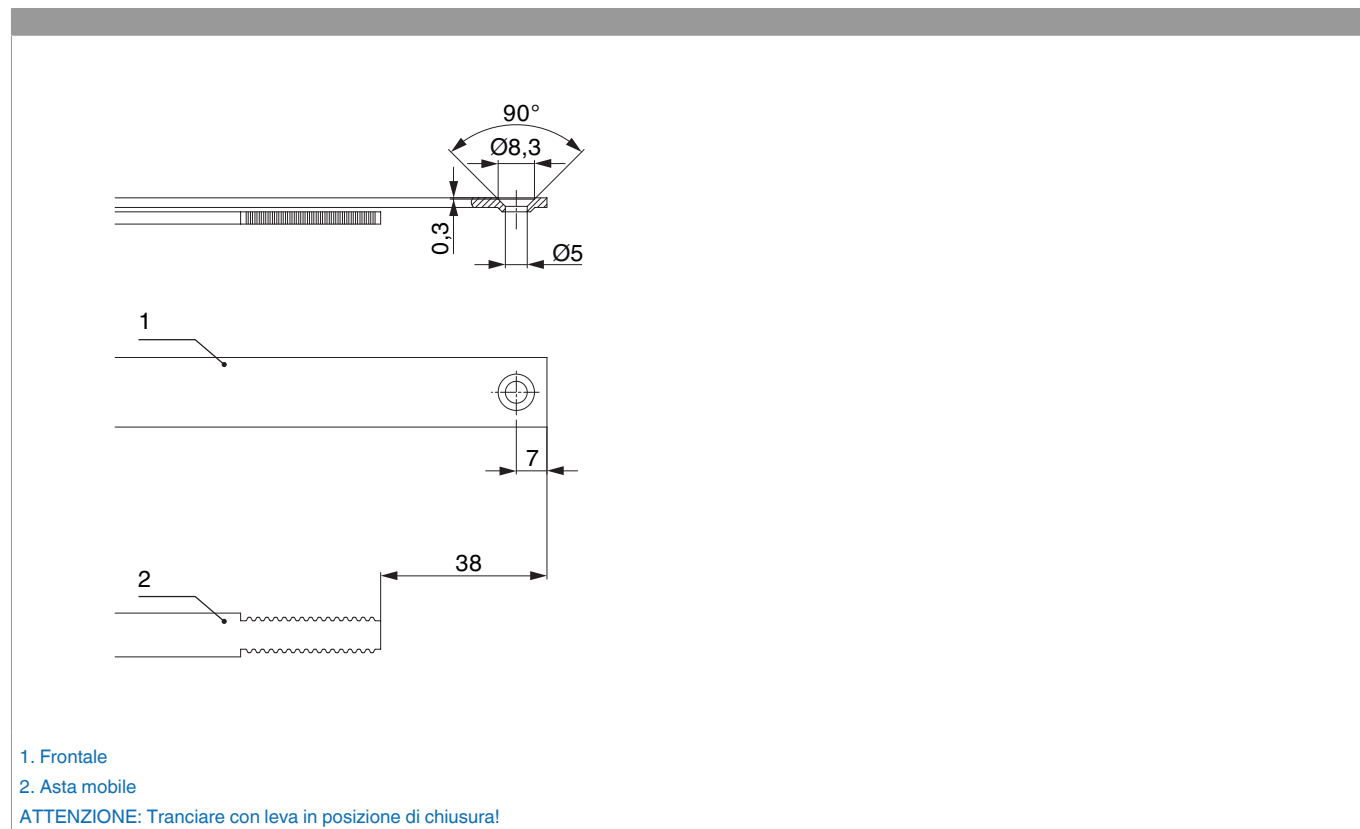 90°
Ø8,3
0,3
Ø5
1
7
38
2
1. Frontale
2. Asta mobile
ATTENZIONE: Tranciare con leva in posizione di chiusura!